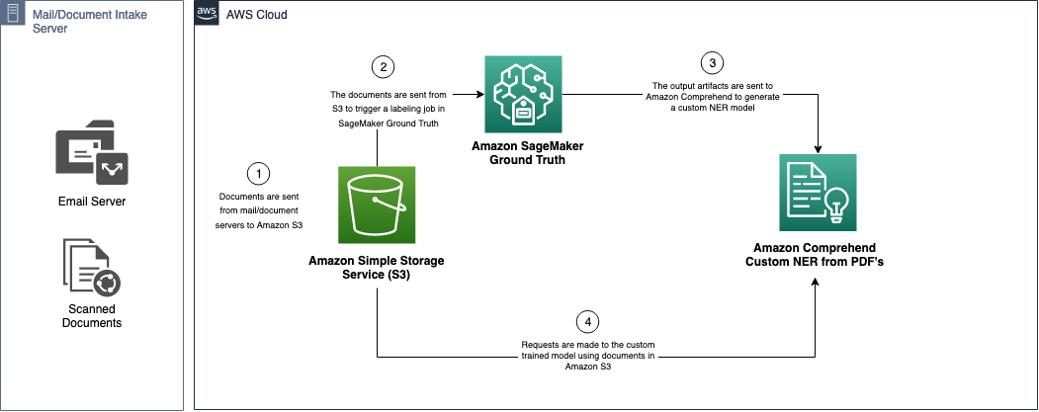 Mail/Document Intake
Server
aws
AWS Cloud
Email Server
Scanned
Documents
1
Documents are sent
from mail/document
servers to Amazon S3
2
The documents are sent from
S3 to trigger a labeling job in
SageMaker Ground Truth
Amazon Simple Storage
Service (S3)
Amazon SageMaker
Ground Truth
3
The output artifacts are sent to
Amazon Comprehend to generate
a custom NER model
Amazon Comprehend
Custom NER from PDF's
4
Requests are made to the custom
trained model using documents in
Amazon S3